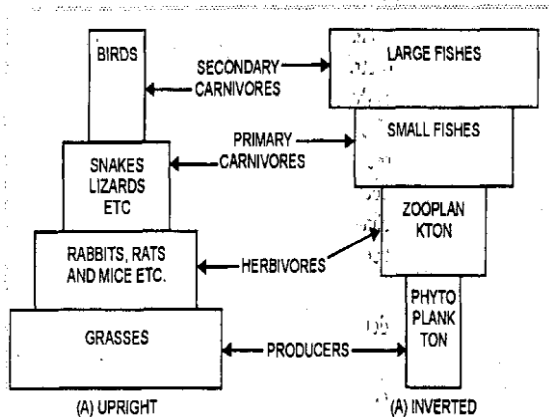 BIRDS
SNAKES
LIZARDS
ETC
RABBITS, RATS
AND MICE ETC.
GRASSES
(A) UPRIGHT
SECONDARY
CARNIVORES
PRIMARY
CARNIVORES
HERBIVORES
PRODUCERS
LARGE FISHES
SMALL FISHES
ZOOPLAN
KTON
PHYTO
PLANK
TON
(A) INVERTED